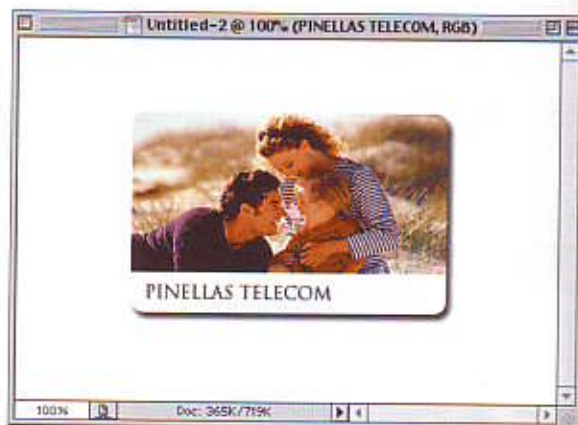 Untitled-2 @ 100% (PINELLAS TELECOM, RGB)
PINELLAS TELECOM
100%
Doc: 365K/719K